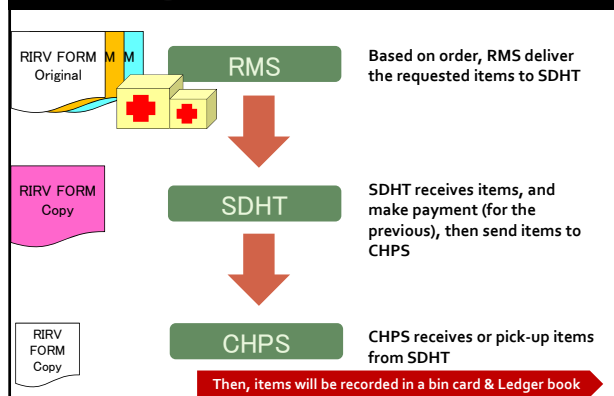 RIRV FORM M M
Original
RMS
Based on order, RMS deliver
the requested items to SDHT
RIRV FORM
Copy
SDHT
SDHT receives items, and
make payment (for the
previous), then send items to
CHPS
RIRV
FORM
Copy
CHPS
CHPS receives or pick-up items
from SDHT
Then, items will be recorded in a bin card & Ledger book